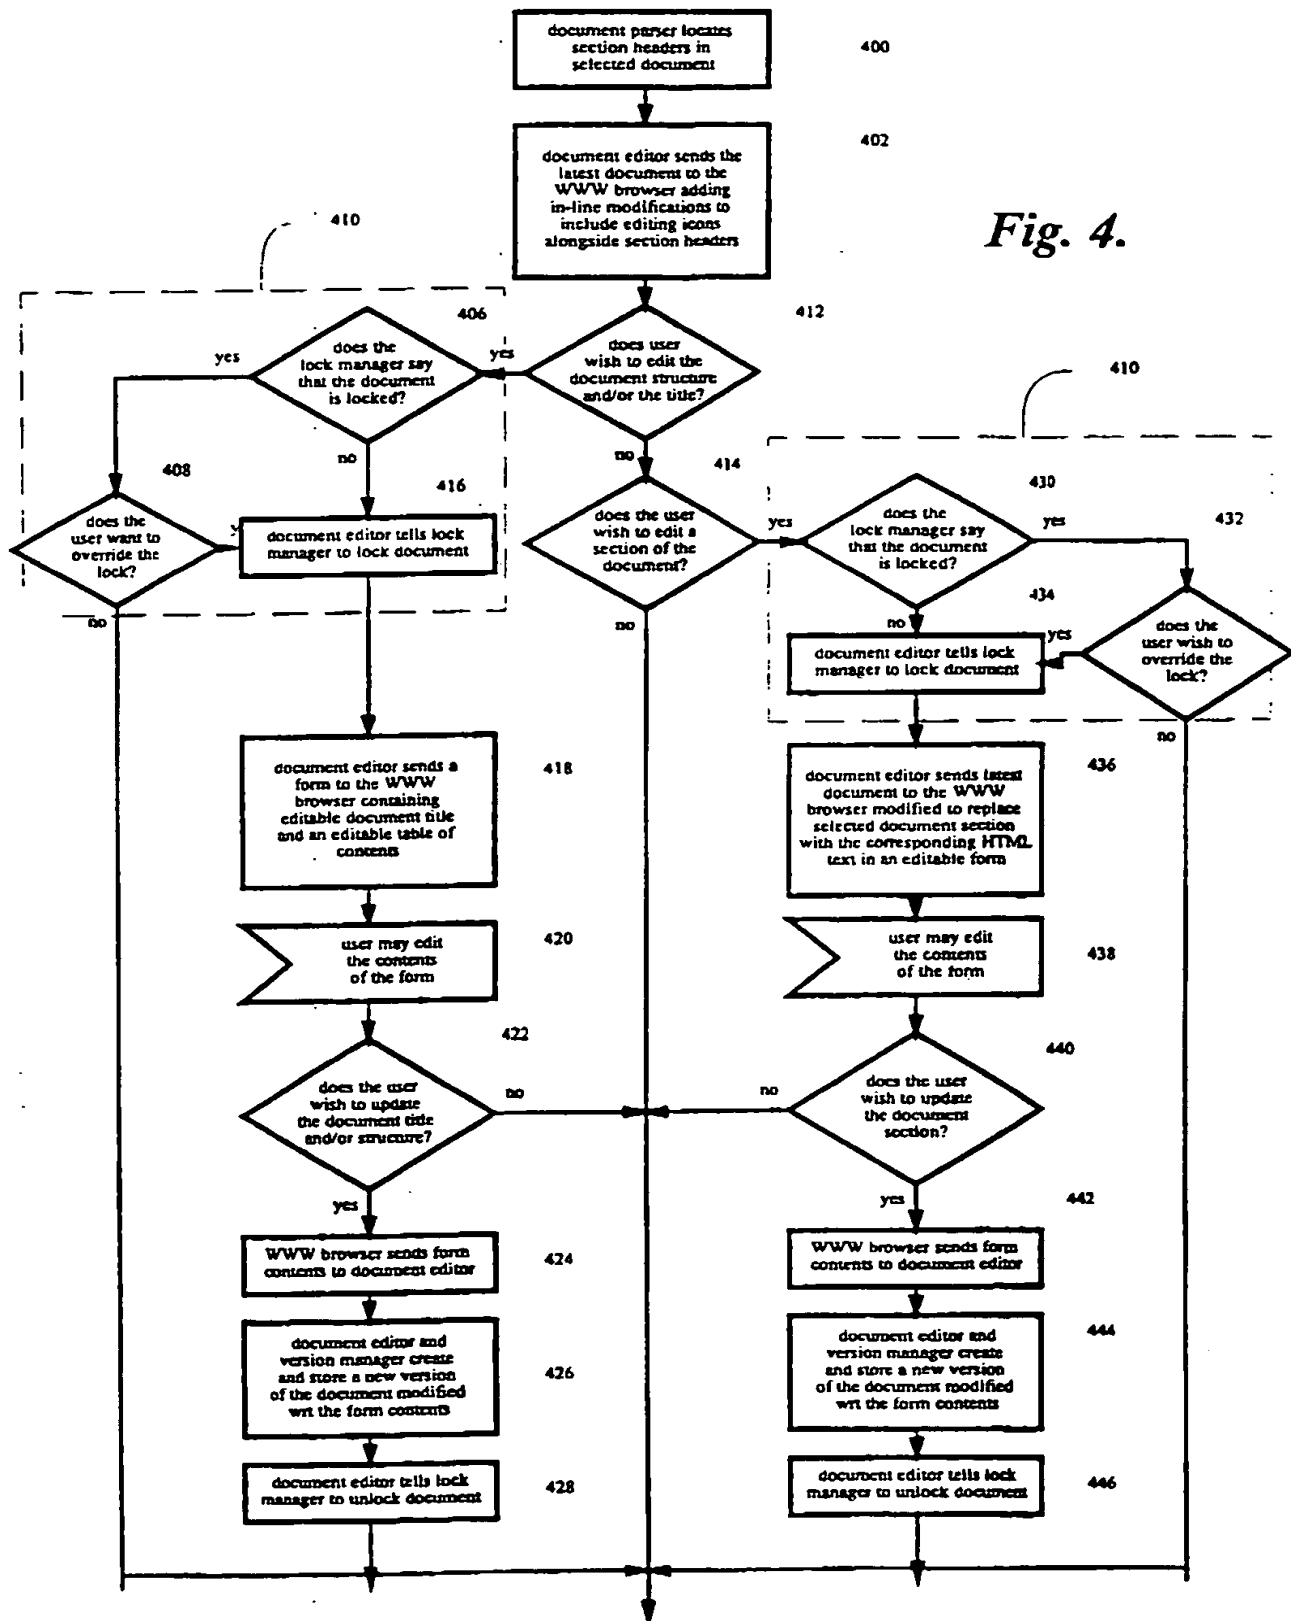 document parser locates
section headers in
selected document
400
document editor sends the
latest document to the
WWW browser adding
in-line modifications to
include editing icons
alongside section headers
402
Fig. 4.
410
406
does the
lock manager say
that the document
is locked?
yes
no
yes
412
does user
wish to edit the
document structure
and/or the title?
no
410
408
does the
user want to
override the
lock?
no
416
document editor tells lock
manager to lock document
414
does the user
wish to edit a
section of the
document?
yes
no
430
does the
lock manager say
that the document
is locked?
yes
no
432
does the
user wish to
override the
lock?
yes
no
434
document editor tells lock
manager to lock document
document editor sends a
form to the WWW
browser containing
editable document title
and an editable table of
contents
418
document editor sends latest
document to the WWW
browser modified to replace
selected document section
with the corresponding HTML
text in an editable form
436
user may edit
the contents
of the form
420
user may edit
the contents
of the form
438
422
does the user
wish to update
the document title
and/or structure?
no
yes
440
does the user
wish to update
the document
section?
no
yes
WWW browser sends form
contents to document editor
424
442
WWW browser sends form
contents to document editor
document editor and
version manager create
and store a new version
of the document modified
wrt the form contents
426
document editor and
version manager create
and store a new version
of the document modified
wrt the form contents
444
document editor tells lock
manager to unlock document
428
document editor tells lock
manager to unlock document
446